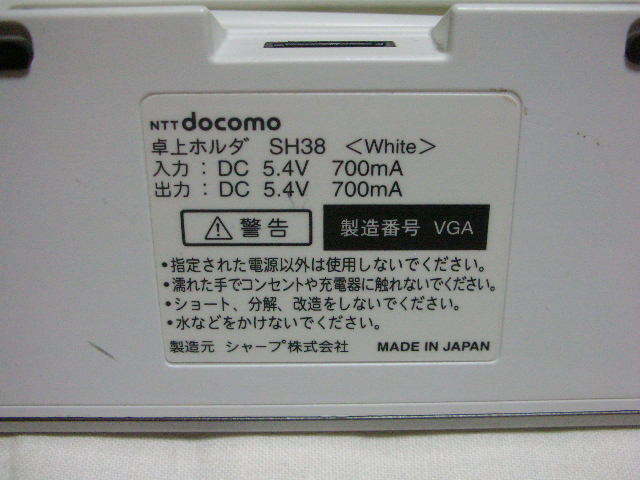 NTT docomo
卓上ホルダ SH38 <White>
入力 : DC 5.4V 700mA
出力 : DC 5.4V 700mA
⚠警告 製造番号 VGA
•指定された電源以外は使用しないでください。
•濡れた手でコンセントや充電器に触れないでください。
•ショート、分解、改造をしないでください。
•水などをかけないでください。
製造元 シャープ株式会社 MADE IN JAPAN